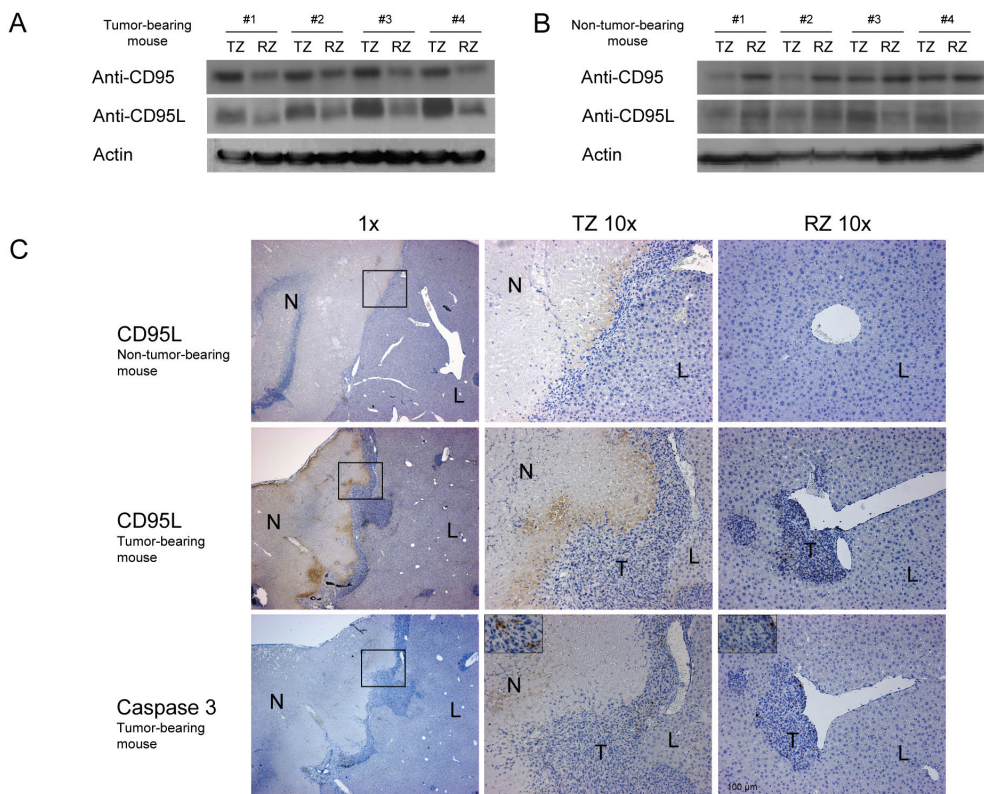 A
Tumor-bearing
mouse
#1 #2 #3 #4
TZ RZ TZ RZ TZ RZ TZ RZ
Anti-CD95
Anti-CD95L
Actin
B
Non-tumor-bearing
mouse
#1 #2 #3 #4
TZ RZ TZ RZ TZ RZ TZ RZ
Anti-CD95
Anti-CD95L
Actin
C
1x TZ 10x RZ 10x
CD95L
Non-tumor-bearing
mouse
N L N L L
CD95L
Tumor-bearing
mouse
N L N T L T L
Caspase 3
Tumor-bearing
mouse
N L N T L T L
100 µm